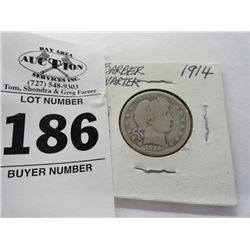 BAY AREA
AUCTION
SERVICES INC.
(727) 548-9303
Tom, Shondra & Greg Farner
LOT NUMBER
186
BUYER NUMBER
BARBER 1914
QUARTER
1914